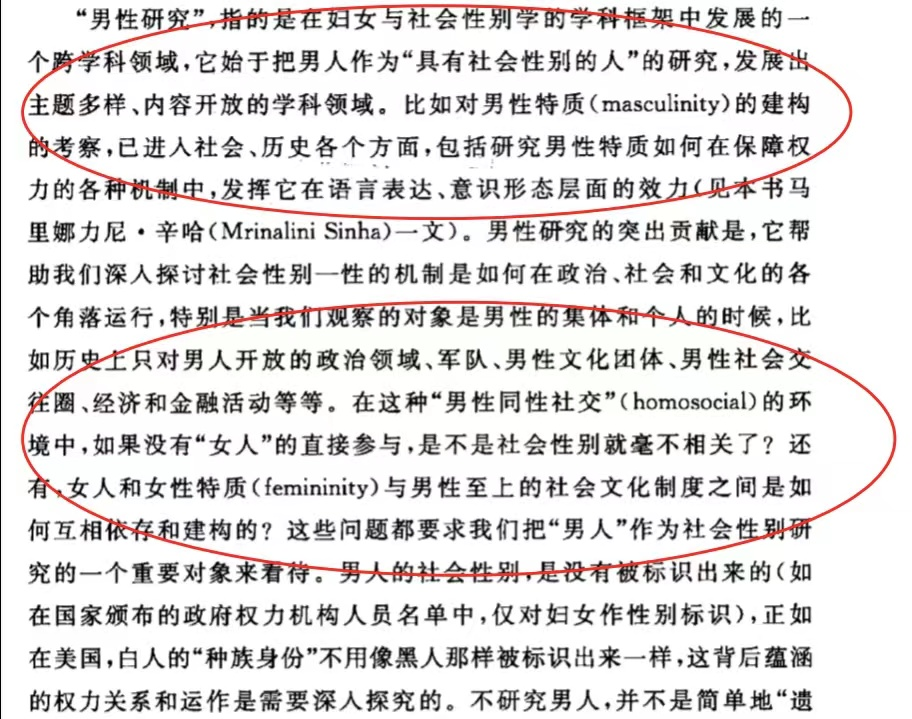 “男性研究”,指的是在妇女与社会性别学的学科框架中发展的一
个跨学科领域,它始于把男人作为“具有社会性别的人”的研究,发展出
主题多样、内容开放的学科领域。比如对男性特质(masculinity)的建构
的考察,已进入社会、历史各个方面,包括研究男性特质如何在保障权
力的各种机制中,发挥它在语言表达、意识形态层面的效力(见本书马
里娜力尼·辛哈(Mrinalini Sinha)一文)。男性研究的突出贡献是,它帮
助我们深入探讨社会性别—性的机制是如何在政治、社会和文化的各
个角落运行,特别是当我们观察的对象是男性的集体和个人的时候,比
如历史上只对男人开放的政治领域、军队、男性文化团体、男性社会交
往圈、经济和金融活动等等。在这种“男性同性社交”(homosocial)的环
境中,如果没有“女人”的直接参与,是不是社会性别就毫不相关了?还
有,女人和女性特质(femininity)与男性至上的社会文化制度之间是如
何互相依存和建构的?这些问题都要求我们把“男人”作为社会性别研
究的一个重要对象来看待。男人的社会性别,是没有被标识出来的(如
在国家颁布的政府权力机构人员名单中,仅对妇女作性别标识),正如
在美国,白人的“种族身份”不用像黑人那样被标识出来一样,这背后蕴涵
的权力关系和运作是需要深入探究的。不研究男人,并不是简单地“遗